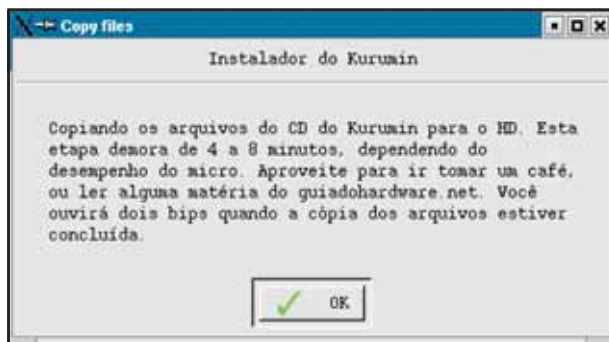 Copy files
Instalador do Kurumin
Copiando os arquivos do CD do Kurumin para o HD. Esta
etapa demora de 4 a 8 minutos, dependendo do
desempenho do micro. Aproveite para ir tomar um café,
ou ler alguma matéria do guiadohardware.net. Você
ouvirá dois bips quando a cópia dos arquivos estiver
concluída.
OK